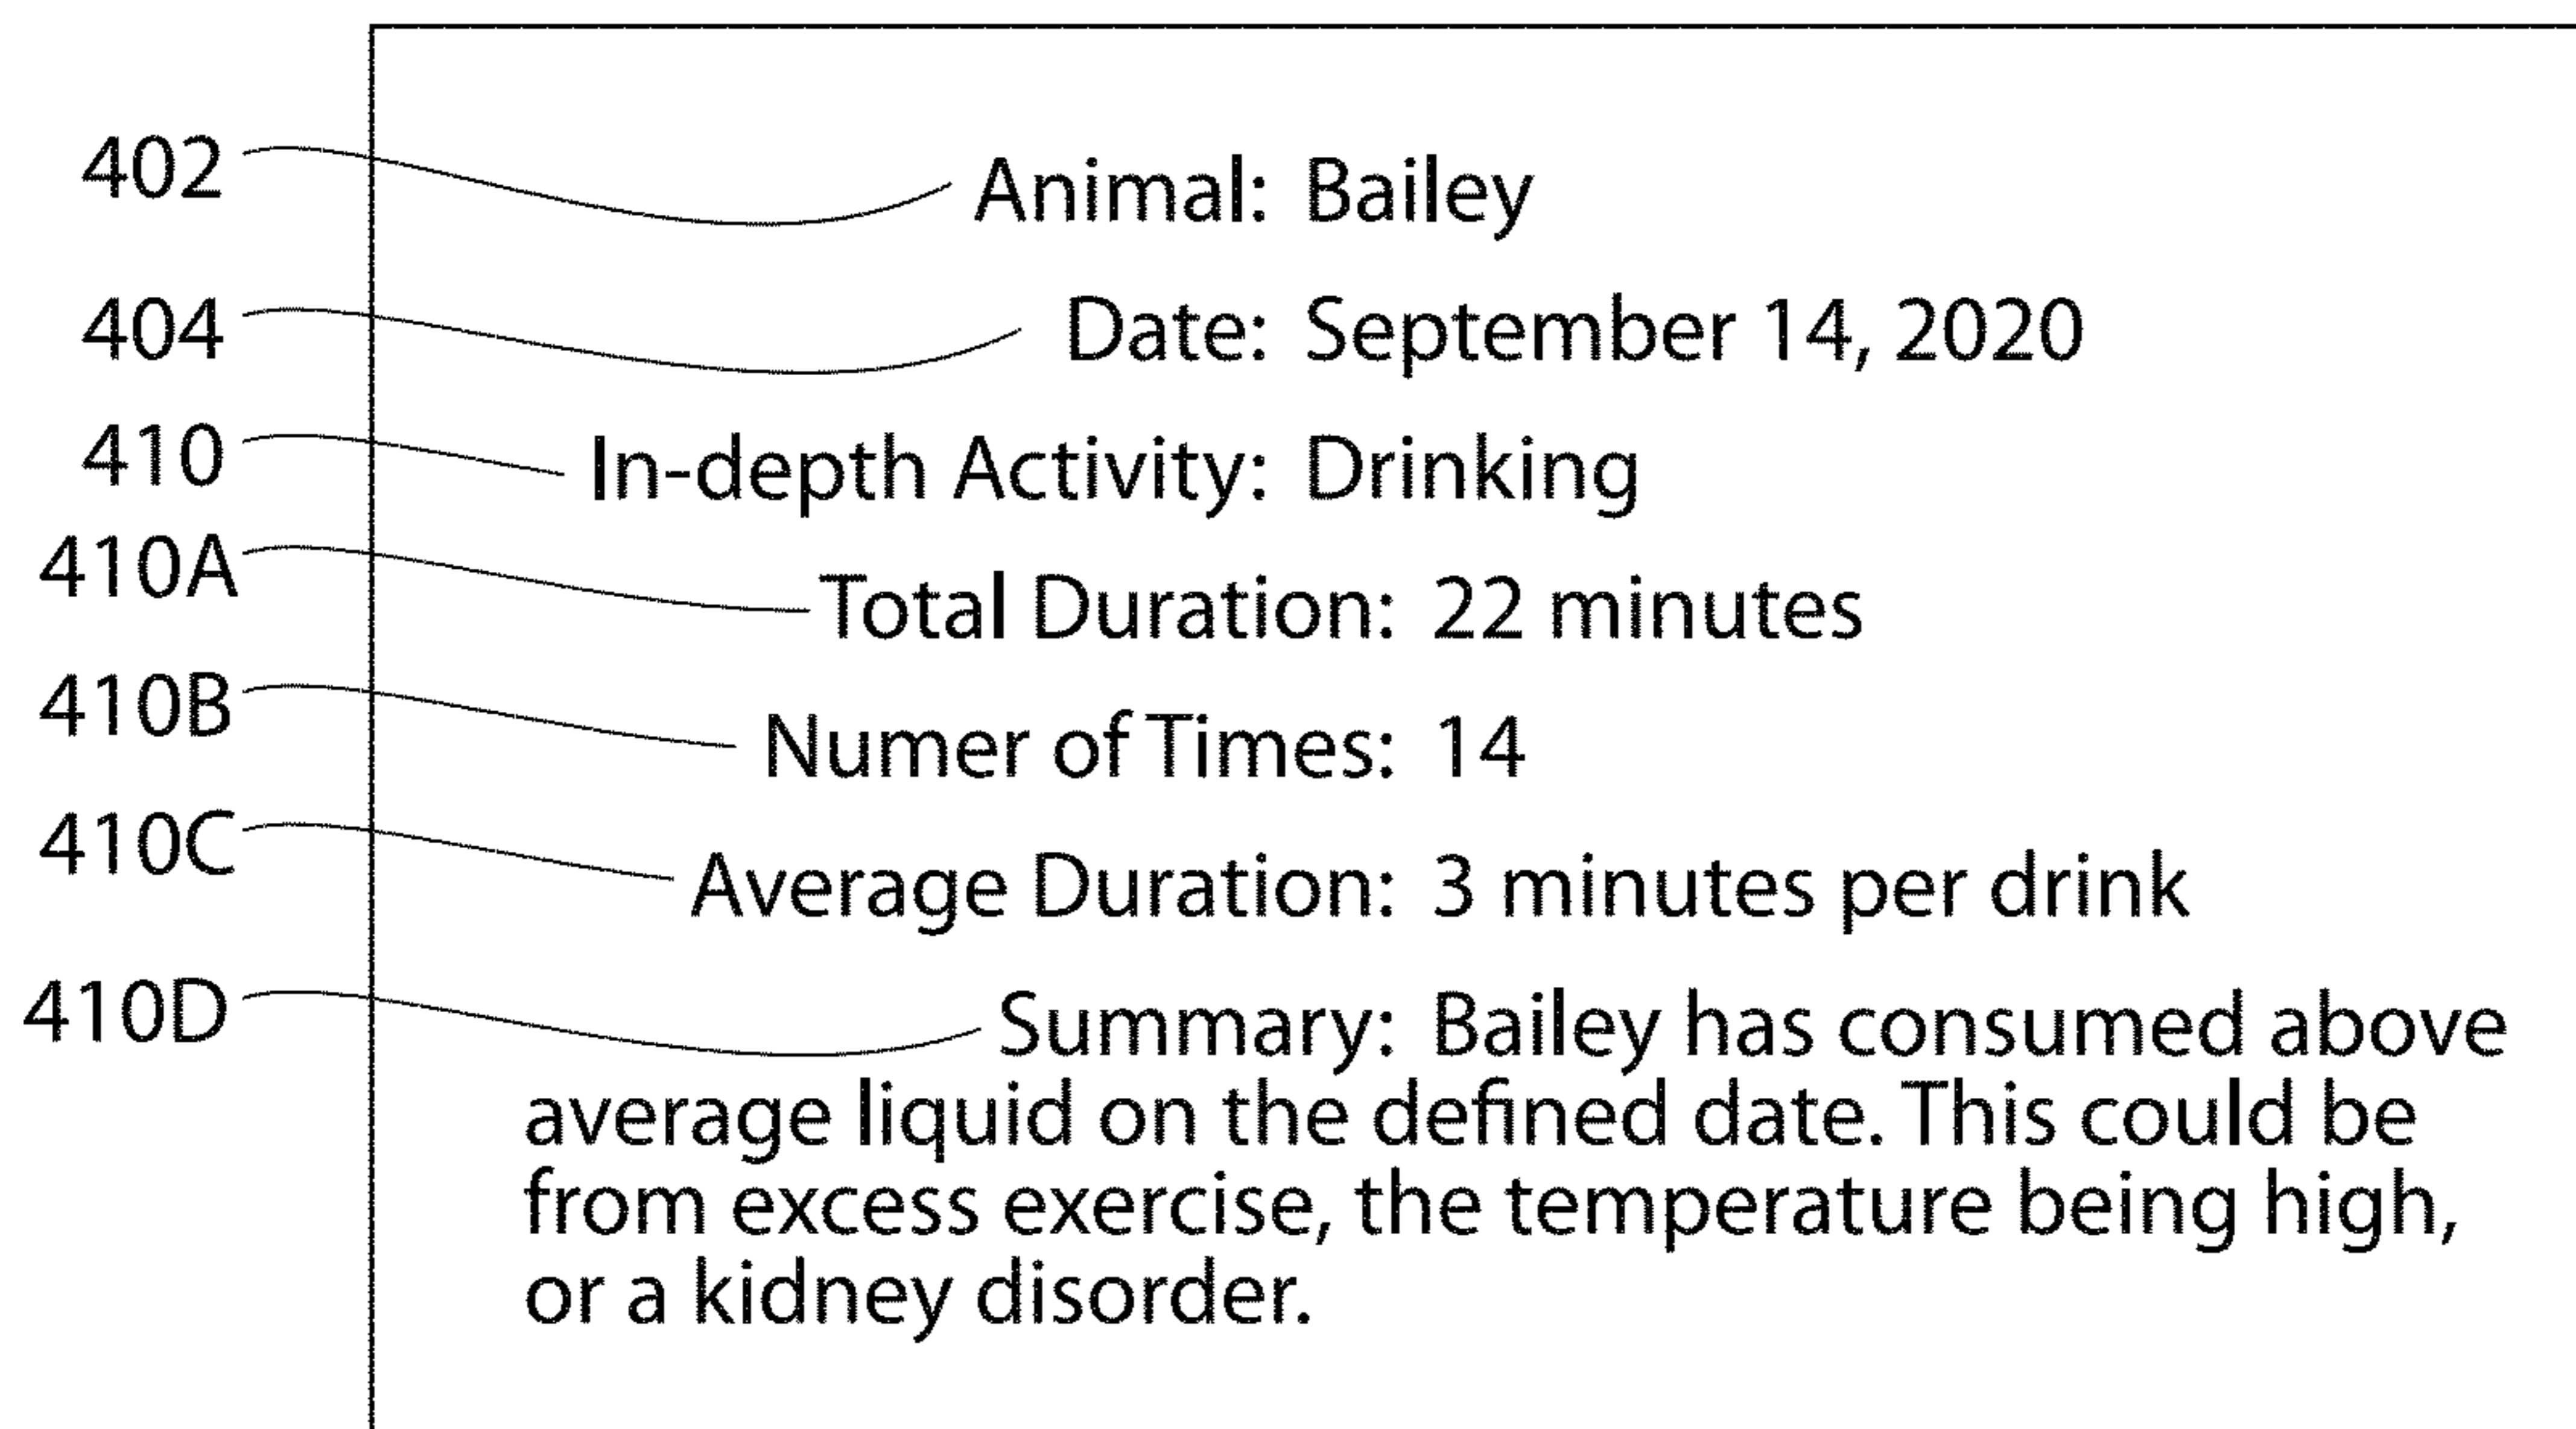 402 Animal: Bailey
404 Date: September 14, 2020
410 In-depth Activity: Drinking
410A Total Duration: 22 minutes
410B Numer of Times: 14
410C Average Duration: 3 minutes per drink
410D Summary: Bailey has consumed above
average liquid on the defined date. This could be
from excess exercise, the temperature being high,
or a kidney disorder.